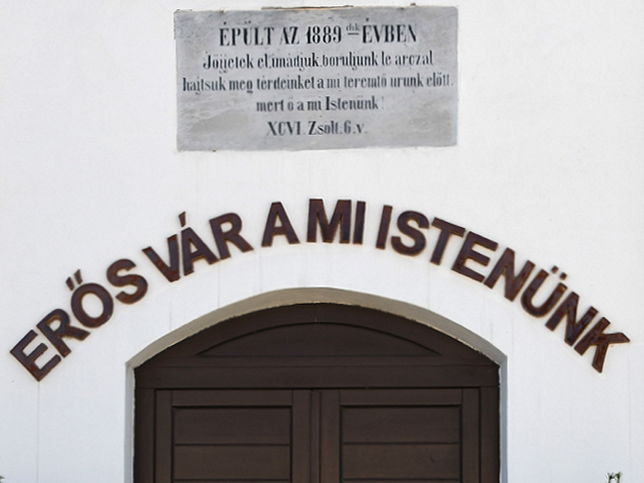 ÉPÜLT AZ 1889 dik ÉVBEN
Jöjjetek el, imádjuk, boruljunk le arczal
hajtsuk meg térdeinket a mi teremtő urunk előtt.
mert ő a mi Istenünk!
XCVI. Zsolt. 6. v.
ERŐS VÁR A MI ISTENÜNK